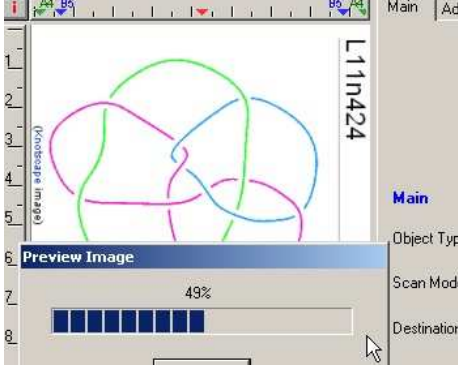 i
A4
B5
B5
A4
Main
Ad
1
2
3
4
5
6
7
8
L11n424
(Knotscape image)
Main
Object Typ
Scan Mod
Destination
Preview Image
49%